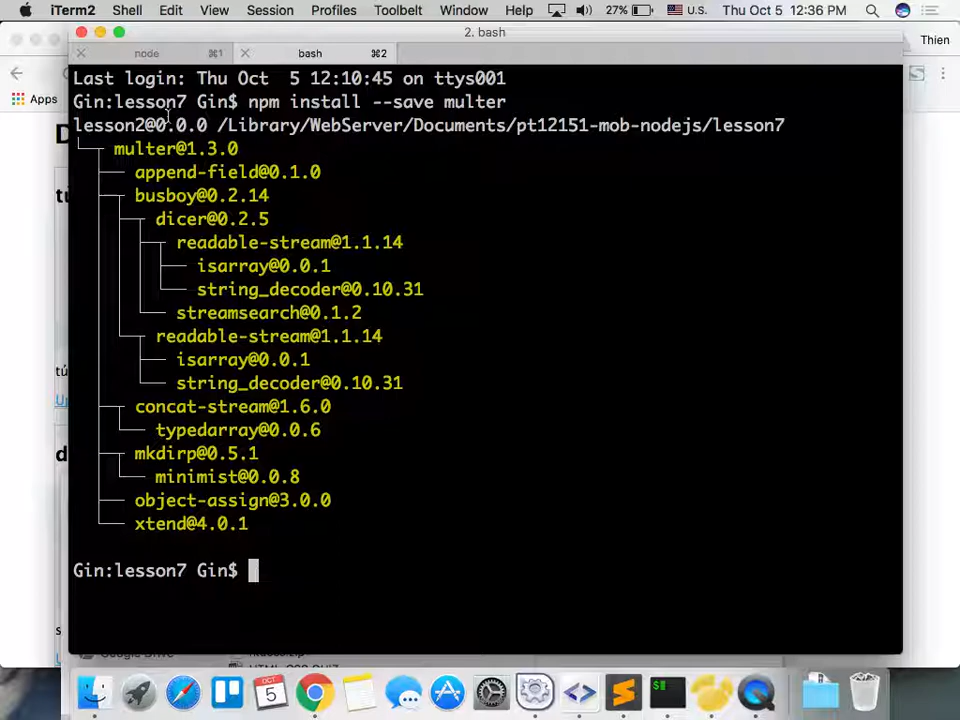 iTerm2 Shell Edit View Session Profiles Toolbelt Window Help 27% U.S. Thu Oct 5 12:36 PM
2. bash
node ⌘1 bash ⌘2
Thien
Apps
Last login: Thu Oct  5 12:10:45 on ttys001
Gin:lesson7 Gin$ npm install --save multer
lesson2@0.0.0 /Library/WebServer/Documents/pt12151-mob-nodejs/lesson7
└─┬ multer@1.3.0
  ├── append-field@0.1.0
  ├─┬ busboy@0.2.14
  │ ├─┬ dicer@0.2.5
  │ │ ├─┬ readable-stream@1.1.14
  │ │ │ ├── isarray@0.0.1
  │ │ │ └── string_decoder@0.10.31
  │ │ └── streamsearch@0.1.2
  │ └─┬ readable-stream@1.1.14
  │   ├── isarray@0.0.1
  │   └── string_decoder@0.10.31
  ├─┬ concat-stream@1.6.0
  │ └── typedarray@0.0.6
  ├─┬ mkdirp@0.5.1
  │ └── minimist@0.0.8
  ├── object-assign@3.0.0
  └── xtend@4.0.1
Gin:lesson7 Gin$